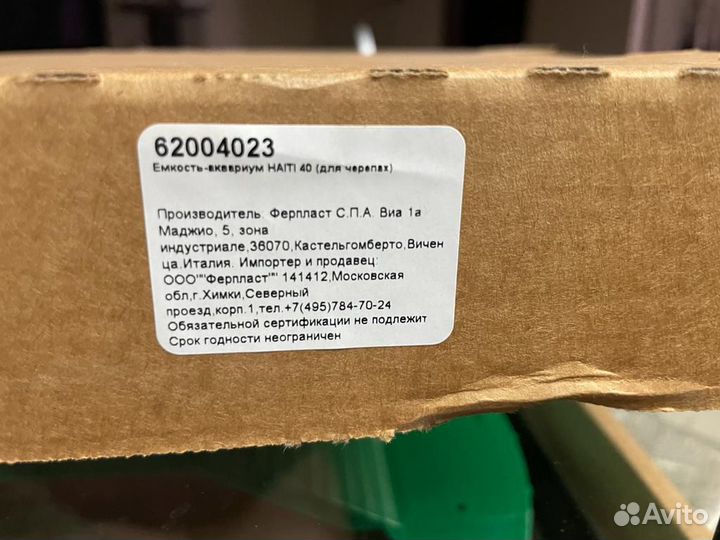 62004023
Емкость-аквариум HAITI 40 (для черепах)
Производитель: Ферпласт С.П.А. Виа 1а
Маджио, 5, зона
индустриале,36070,Кастельгомберто,Вичен
ца,Италия. Импортер и продавец:
ООО""Ферпласт"" 141412,Московская
обл,г.Химки,Северный
проезд,корп.1,тел.+7(495)784-70-24
Обязательной сертификации не подлежит
Срок годности неограничен
Avito